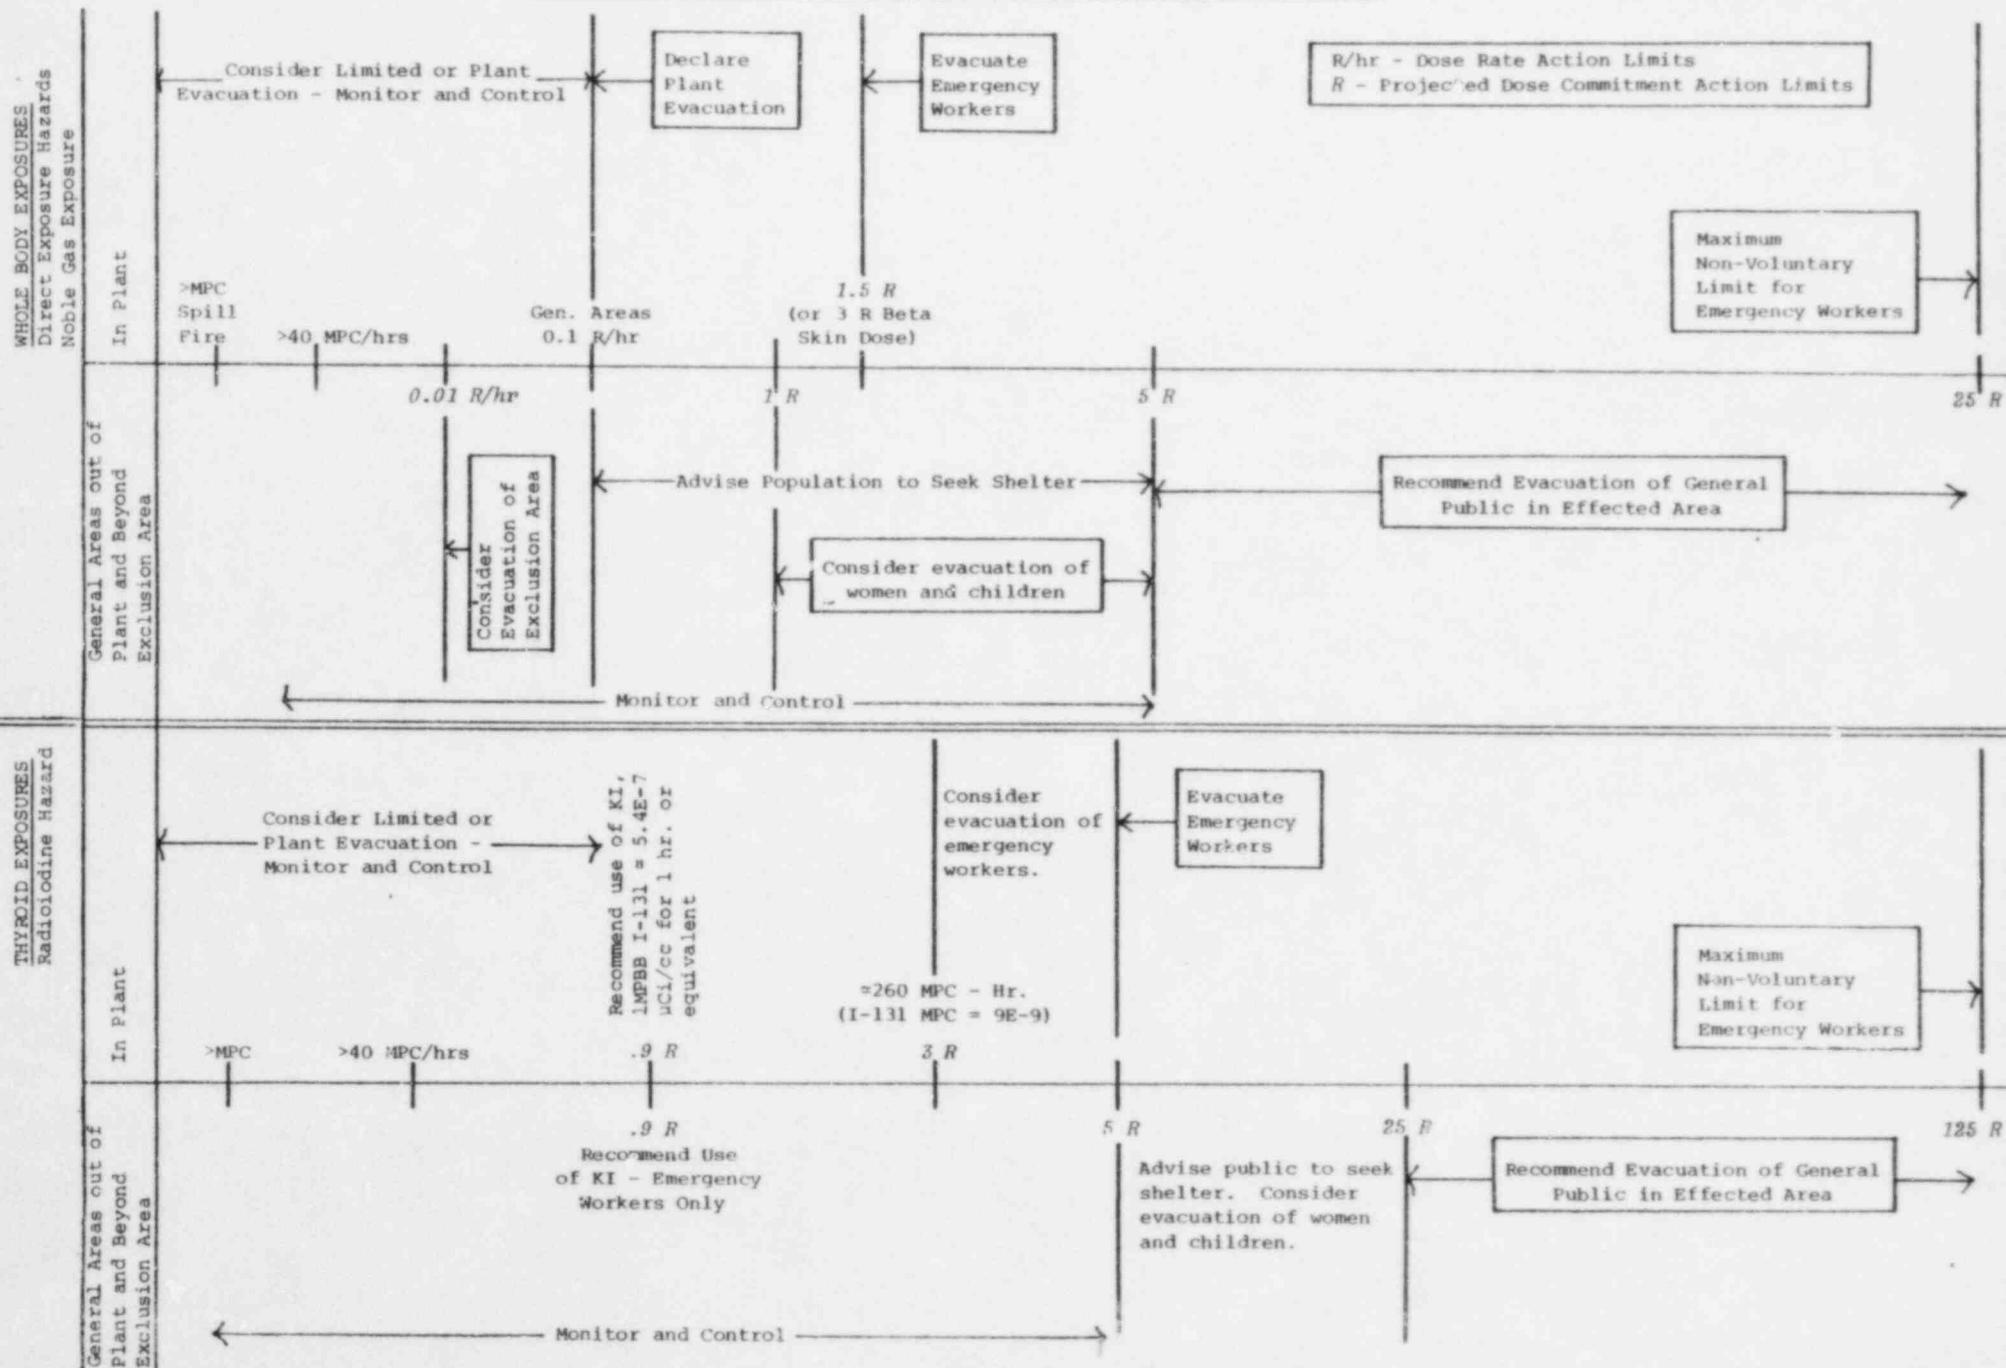 WHOLE BODY EXPOSURES
Direct Exposure Hazards
Noble Gas Exposure
In Plant
Consider Limited or Plant
Evacuation - Monitor and Control
Declare
Plant
Evacuation
Evacuate
Emergency
Workers
R/hr - Dose Rate Action Limits
R - Projected Dose Commitment Action Limits
Maximum
Non-Voluntary
Limit for
Emergency Workers
>MPC
Spill
Fire
>40 MPC/hrs
Gen. Areas
0.1 R/hr
1.5 R
(or 3 R Beta
Skin Dose)
0.01 R/hr
1 R
5 R
25 R
General Areas out of
Plant and Beyond
Exclusion Area
Consider
Evacuation of
Exclusion Area
Advise Population to Seek Shelter
Consider evacuation of
women and children
Recommend Evacuation of General
Public in Effected Area
Monitor and Control
THYROID EXPOSURES
Radioiodine Hazard
In Plant
Consider Limited or
Plant Evacuation -
Monitor and Control
Recommend use of KI,
1MPBB I-131 = 5.4E-7
uCi/cc for 1 hr. or
equivalent
Consider
evacuation of
emergency
workers.
Evacuate
Emergency
Workers
Maximum
Non-Voluntary
Limit for
Emergency Workers
≈260 MPC - Hr.
(I-131 MPC = 9E-9)
>MPC
>40 MPC/hrs
.9 R
3 R
.9 R
Recommend Use
of KI - Emergency
Workers Only
5 R
25 R
125 R
General Areas out of
Plant and Beyond
Exclusion Area
Advise public to seek
shelter. Consider
evacuation of women
and children.
Recommend Evacuation of General
Public in Effected Area
Monitor and Control